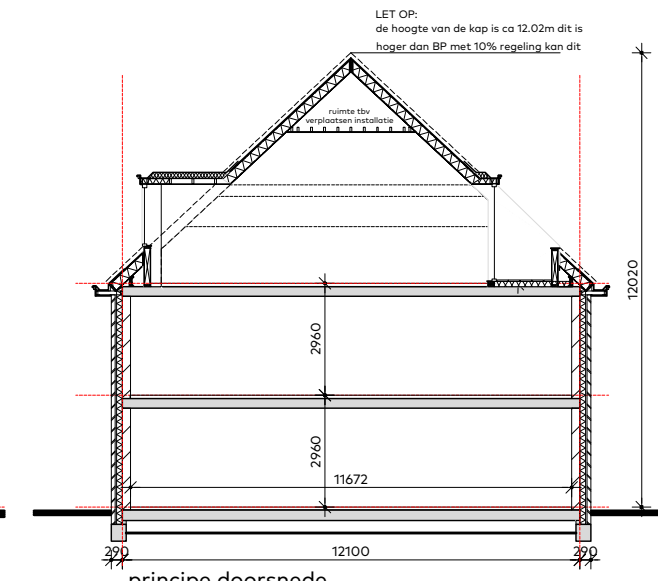 LET OP:
de hoogte van de kap is ca 12.02m dit is
hoger dan BP met 10% regeling kan dit
ruimte tbv
verplaatsen installatie
12020
2960
2960
11672
290
12100
290
principe doorsnede